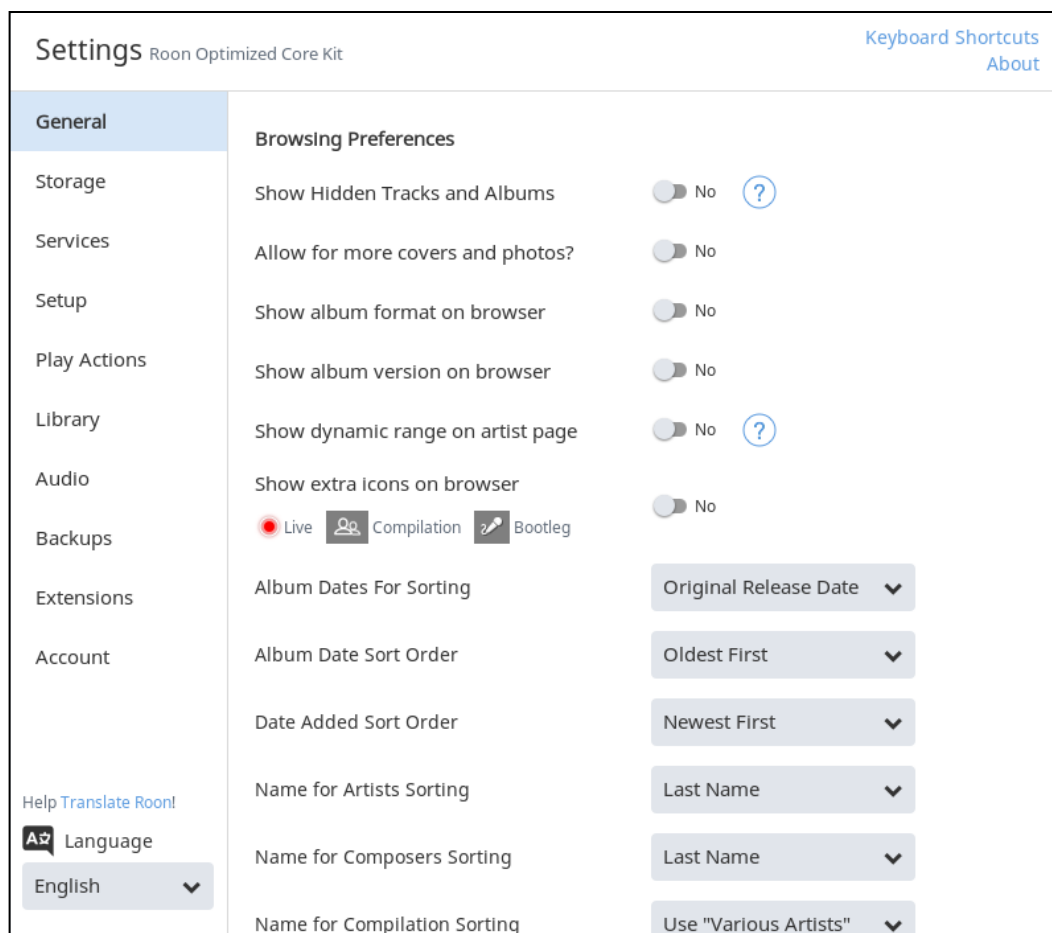 Settings Roon Optimized Core Kit
Keyboard Shortcuts
About
General
Storage
Services
Setup
Play Actions
Library
Audio
Backups
Extensions
Account
Help Translate Roon!
A Language
English
Browsing Preferences
Show Hidden Tracks and Albums No ?
Allow for more covers and photos? No
Show album format on browser No
Show album version on browser No
Show dynamic range on artist page No ?
Show extra icons on browser No
Live Compilation Bootleg
Album Dates For Sorting Original Release Date
Album Date Sort Order Oldest First
Date Added Sort Order Newest First
Name for Artists Sorting Last Name
Name for Composers Sorting Last Name
Name for Compilation Sorting Use "Various Artists"